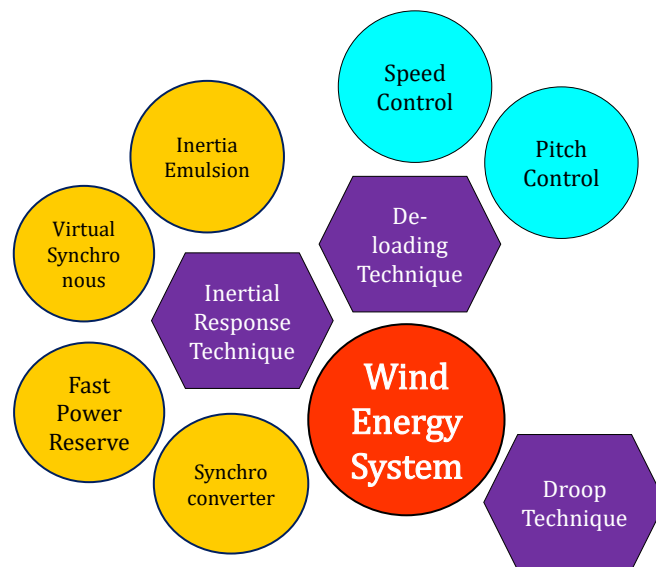 Speed
Control
Pitch
Control
Inertia
Emulsion
De-
loading
Technique
Virtual
Synchro
nous
Inertial
Response
Technique
Wind
Energy
System
Fast
Power
Reserve
Synchro
converter
Droop
Technique